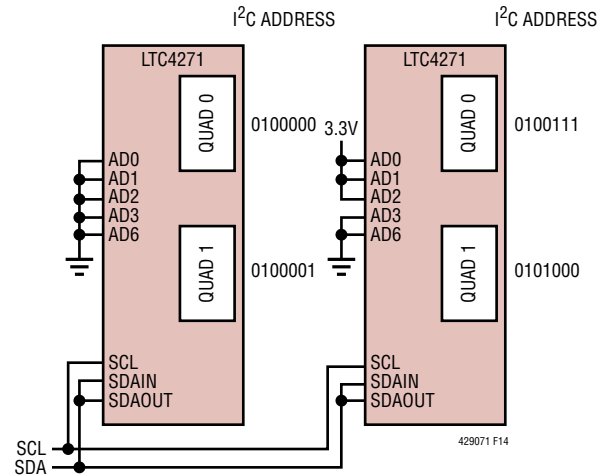 I²C ADDRESS
I²C ADDRESS
LTC4271
QUAD 0
0100000
AD0
AD1
AD2
AD3
AD6
QUAD 1
0100001
SCL
SDAIN
SDAOUT
LTC4271
QUAD 0
0100111
3.3V
AD0
AD1
AD2
AD3
AD6
QUAD 1
0101000
SCL
SDAIN
SDAOUT
SCL
SDA
429071 F14